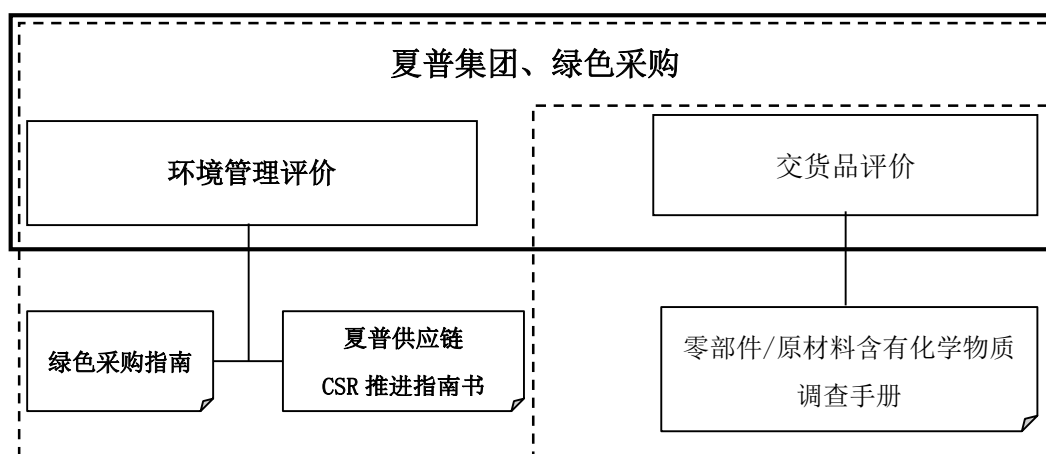 夏普集团、绿色采购
环境管理评价
交货品评价
绿色采购指南
夏普供应链
CSR 推进指南书
零部件/原材料含有化学物质
调查手册